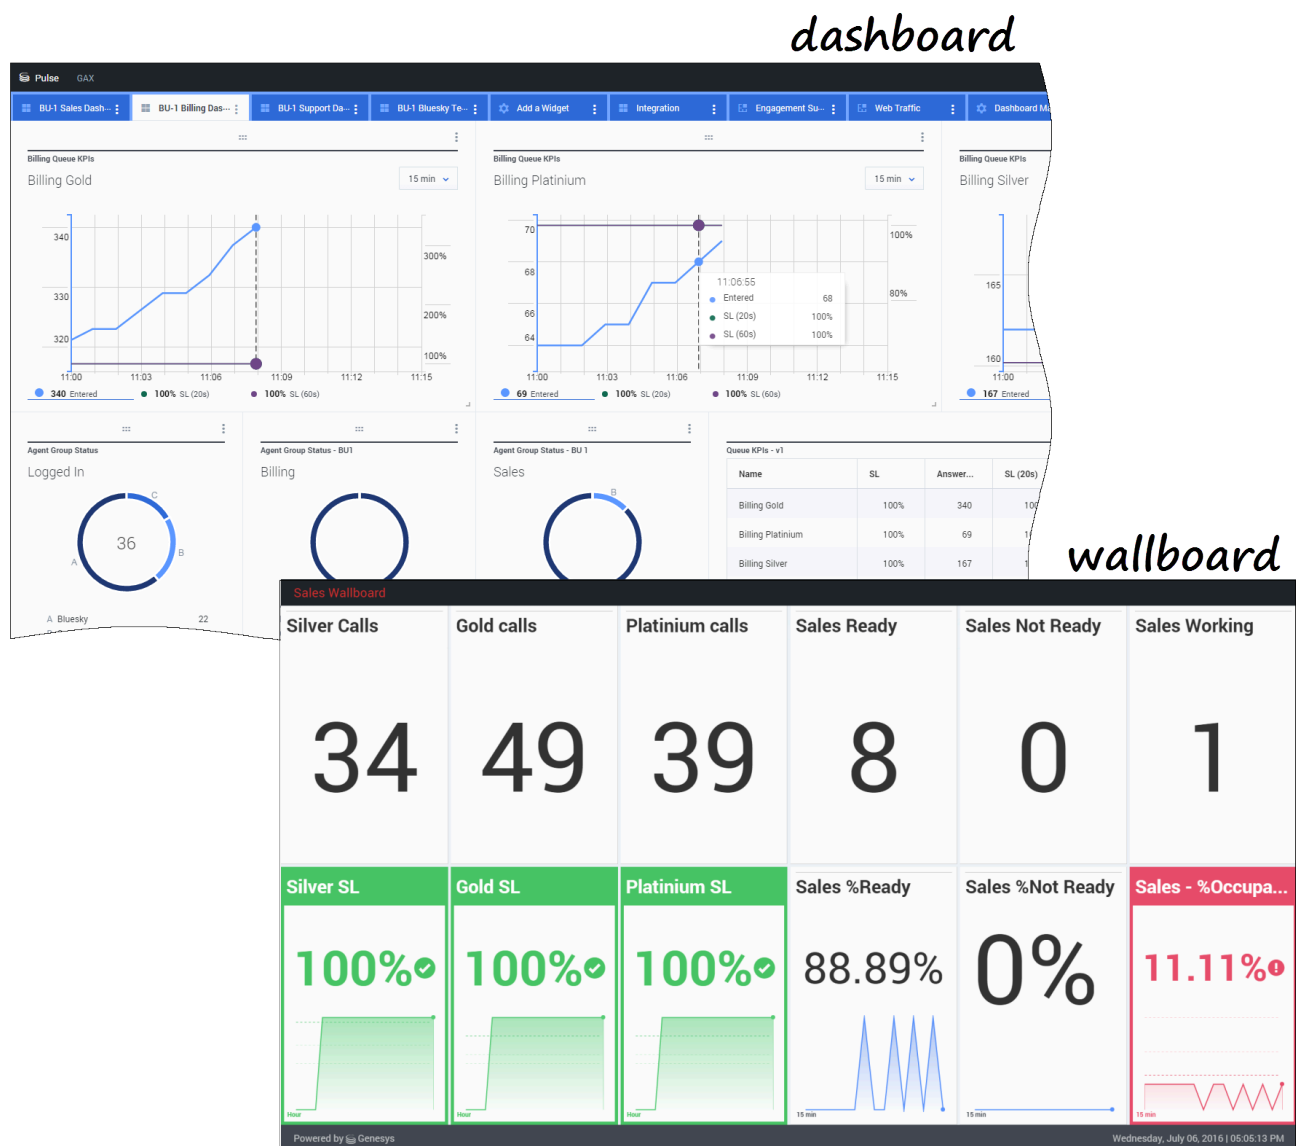 dashboard
Pulse GAX
BU-1 Sales Dash... BU-1 Billing Das... BU-1 Support Da... BU-1 Bluesky Te... Add a Widget Integration Engagement Su... Web Traffic Dashboard Ma
Billing Queue KPIs
Billing Gold
15 min
340
330
320
300%
200%
100%
11:00 11:03 11:06 11:09 11:12 11:15
340 Entered 100% SL (20s) 100% SL (60s)
Billing Queue KPIs
Billing Platinium
15 min
70
68
66
64
100%
80%
11:06:55
Entered 68
SL (20s) 100%
SL (60s) 100%
11:00 11:03 11:06 11:09 11:12 11:15
69 Entered 100% SL (20s) 100% SL (60s)
Billing Queue KPIs
Billing Silver
165
160
11:00
167 Entered
Agent Group Status
Logged In
C
B
A
36
A Bluesky 22
Agent Group Status - BU1
Billing
Agent Group Status - BU 1
Sales
B
Queue KPIs - v1
Name SL Answer... SL (20s)
Billing Gold 100% 340 10
Billing Platinium 100% 69 1
Billing Silver 100% 167 1
wallboard
Sales Wallboard
Silver Calls Gold calls Platinium calls Sales Ready Sales Not Ready Sales Working
34 49 39 8 0 1
Silver SL Gold SL Platinium SL Sales %Ready Sales %Not Ready Sales - %Occupa...
100% 100% 100% 88.89% 0% 11.11%
Hour Hour Hour 15 min 15 min 15 min
Powered by Genesys Wednesday, July 06, 2016 | 05:05:13 PM